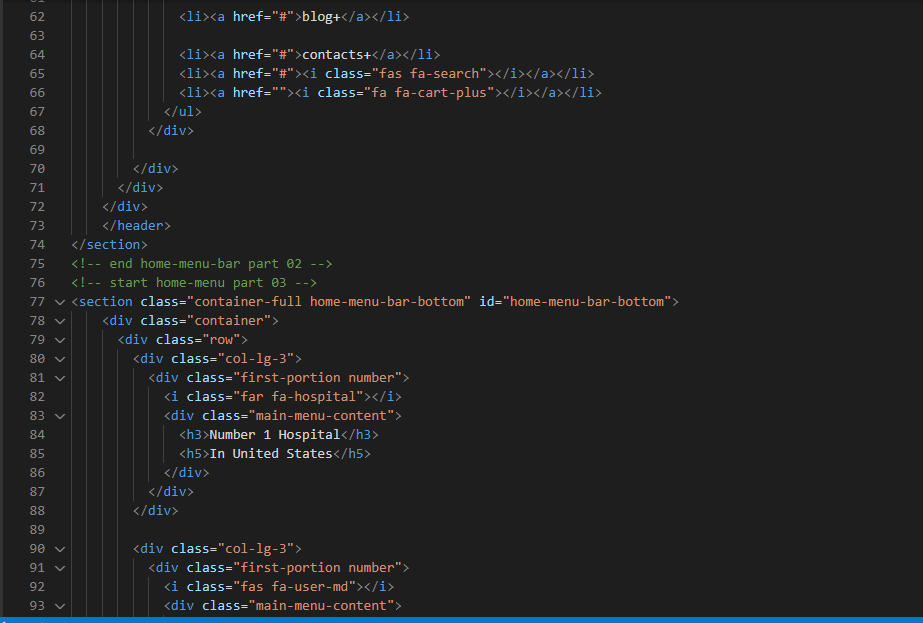 62 <li><a href="#">blog+</a></li>
63
64 <li><a href="#">contacts+</a></li>
65 <li><a href="#"><i class="fas fa-search"></i></a></li>
66 <li><a href=""><i class="fa fa-cart-plus"></i></a></li>
67 </ul>
68 </div>
69
70 </div>
71 </div>
72 </div>
73 </header>
74 </section>
75 <!-- end home-menu-bar part 02 -->
76 <!-- start home-menu part 03 -->
77 <section class="container-full home-menu-bar-bottom" id="home-menu-bar-bottom">
78 <div class="container">
79 <div class="row">
80 <div class="col-lg-3">
81 <div class="first-portion number">
82 <i class="far fa-hospital"></i>
83 <div class="main-menu-content">
84 <h3>Number 1 Hospital</h3>
85 <h5>In United States</h5>
86 </div>
87 </div>
88 </div>
89
90 <div class="col-lg-3">
91 <div class="first-portion number">
92 <i class="fas fa-user-md"></i>
93 <div class="main-menu-content">